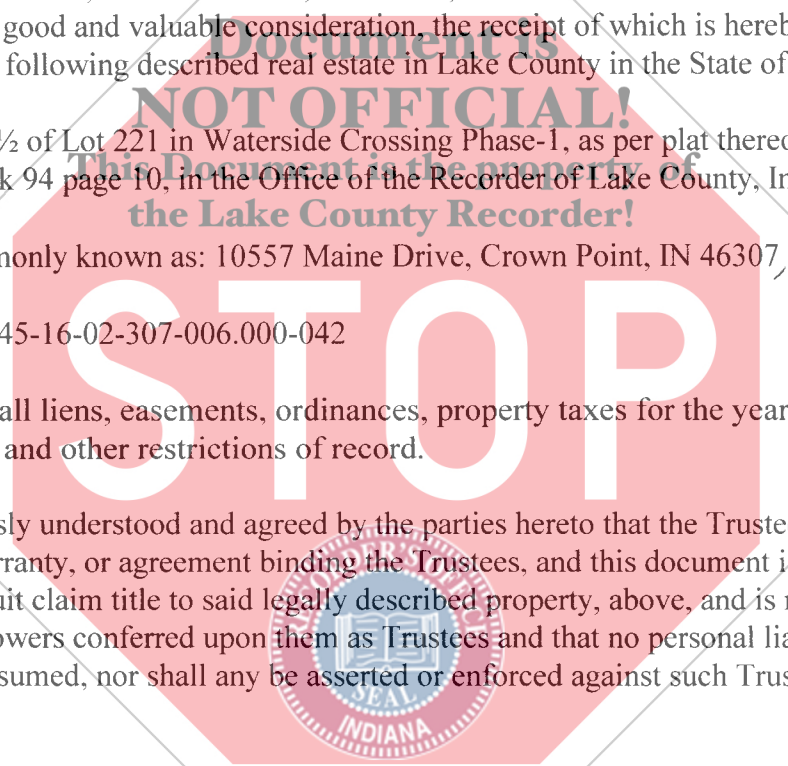 good and valuable consideration, the receipt of which is hereb
Document is
following described real estate in Lake County in the State of
NOT OFFICIAL!
½ of Lot 221 in Waterside Crossing Phase-1, as per plat thereo
This Document is the property of
k 94 page 10, in the Office of the Recorder of Lake County, In
the Lake County Recorder!
monly known as: 10557 Maine Drive, Crown Point, IN 46307
45-16-02-307-006.000-042
STOP
all liens, easements, ordinances, property taxes for the year
and other restrictions of record.
sly understood and agreed by the parties hereto that the Truste
rranty, or agreement binding the Trustees, and this document i
uit claim title to said legally described property, above, and is
owers conferred upon them as Trustees and that no personal lia
sumed, nor shall any be asserted or enforced against such Trus
SEAL
INDIANA